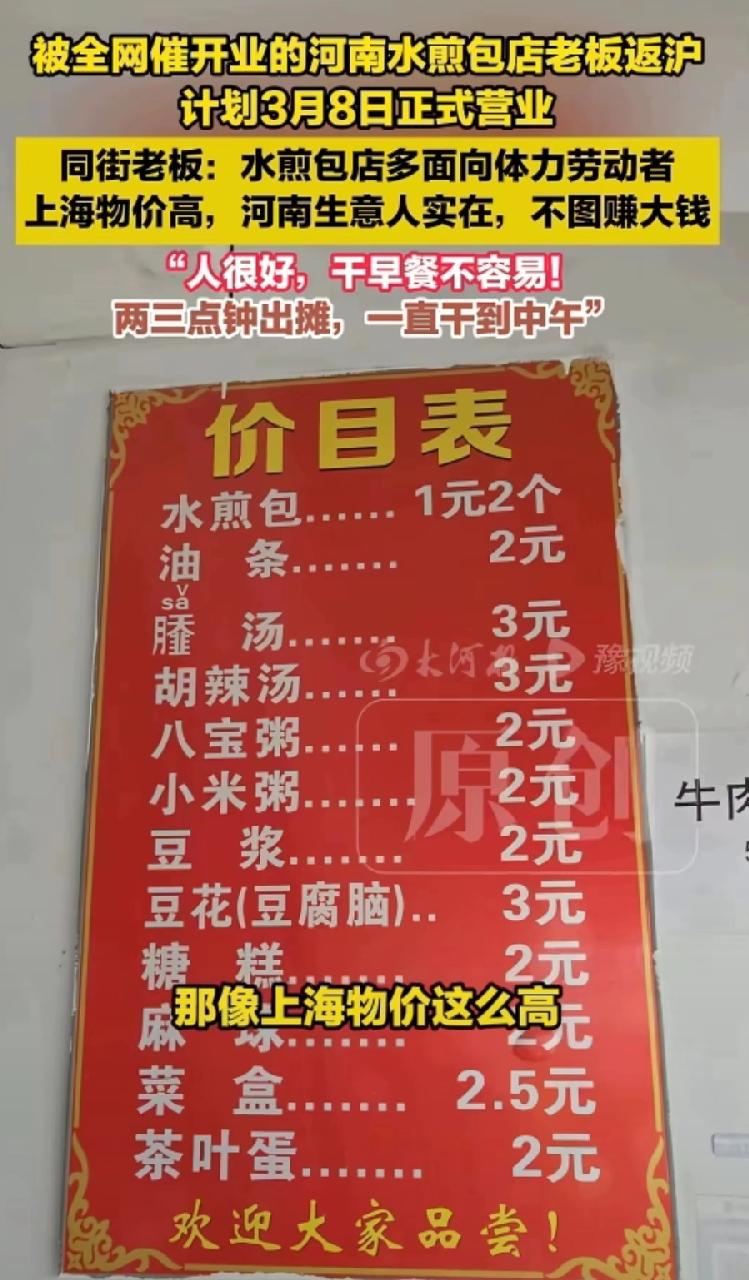 被全网催开业的河南水煎包店老板返沪
计划3月8日正式营业
同街老板：水煎包店多面向体力劳动者
上海物价高，河南生意人实在，不图赚大钱
“人很好，干早餐不容易！
两三点钟出摊，一直干到中午”
价目表
水煎包...... 1元2个
油 条....... 2元
sǎ
汤....... 3元
胡辣汤...... 3元
大河报 豫视频
八宝粥...... 2元
原创
小米粥....... 2元
牛肉
豆 浆....... 2元
豆花(豆腐脑).. 3元
糖 糕....... 2元
那像上海物价这么高
麻 球....... 2元
菜 盒....... 2.5元
茶叶蛋....... 2元
欢迎大家品尝！